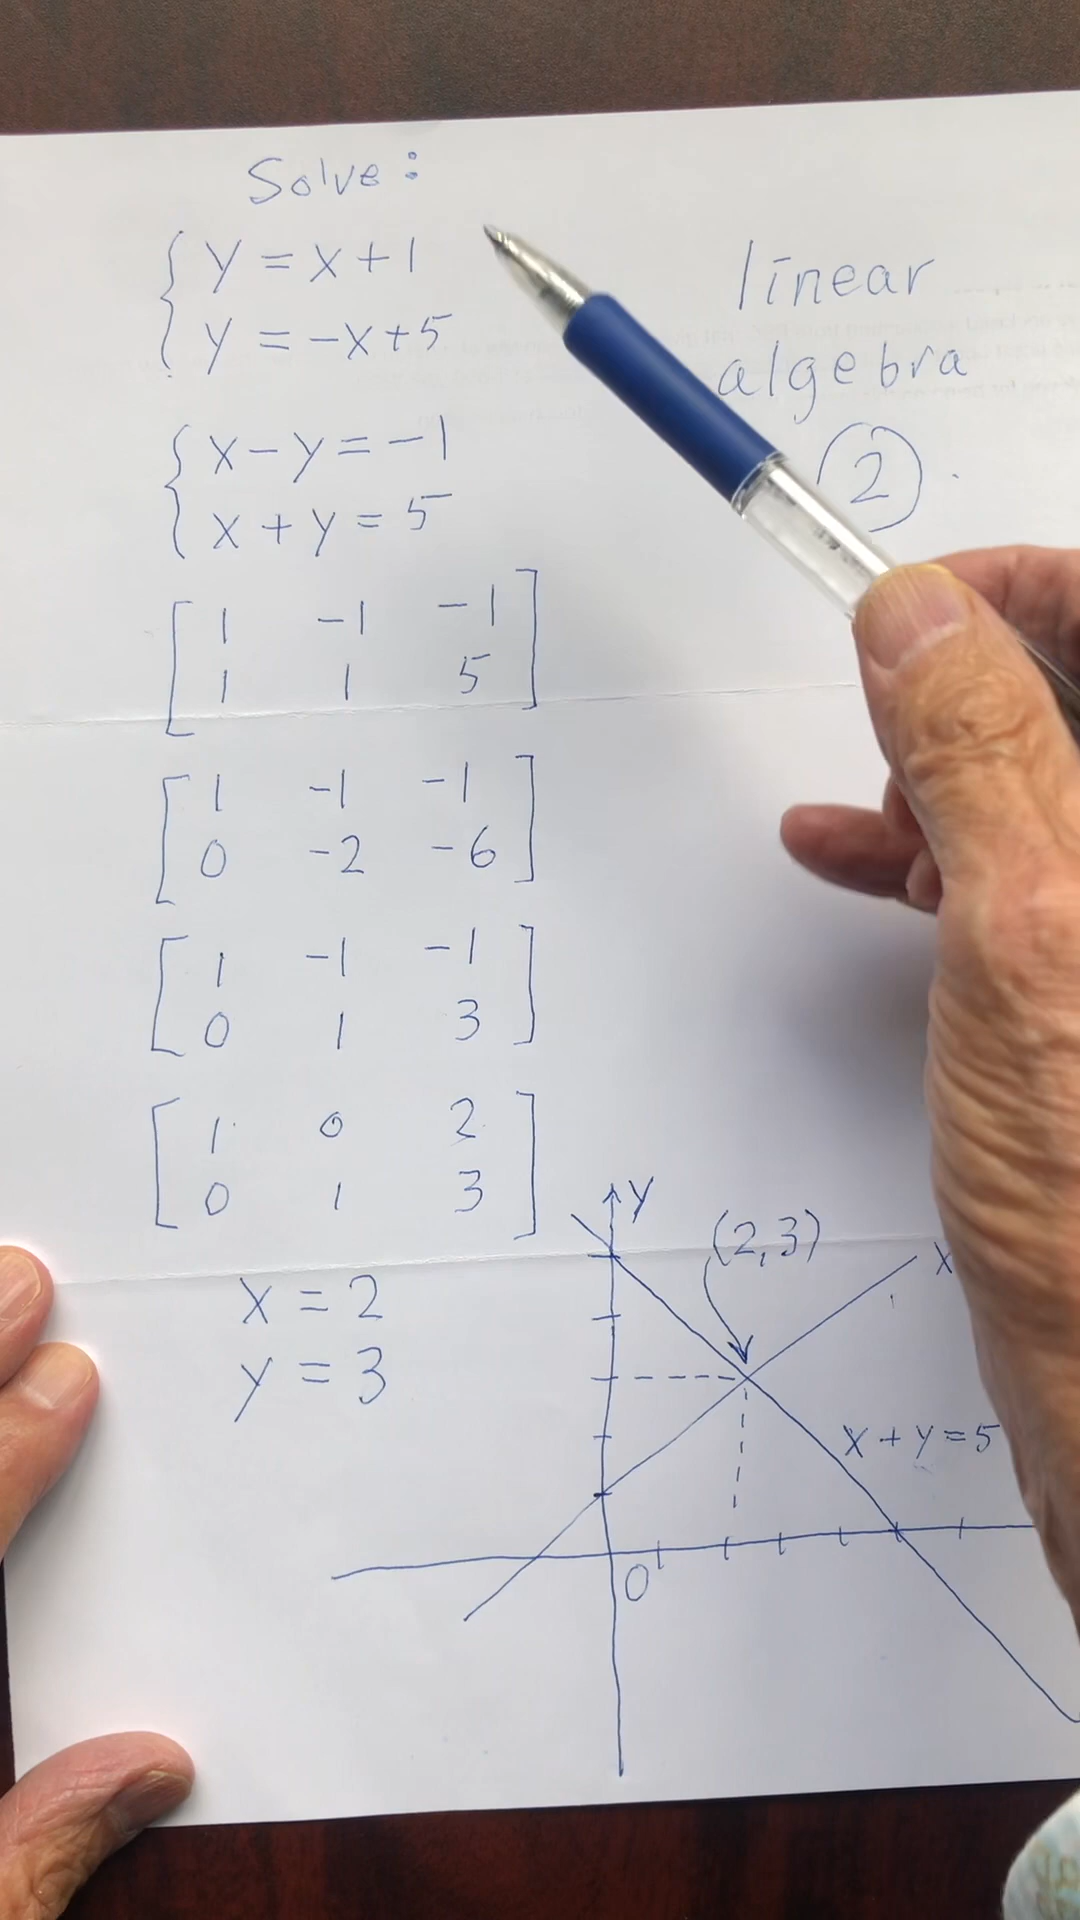 Solve:
y = x+1
y = -x+5
linear
algebra
2
x-y=-1
x+y=5
1 -1 -1
1 1 5
1 -1 -1
0 -2 -6
1 -1 -1
0 1 3
1 0 2
0 1 3
x = 2
y = 3
y
(2,3)
x
x+y=5
0